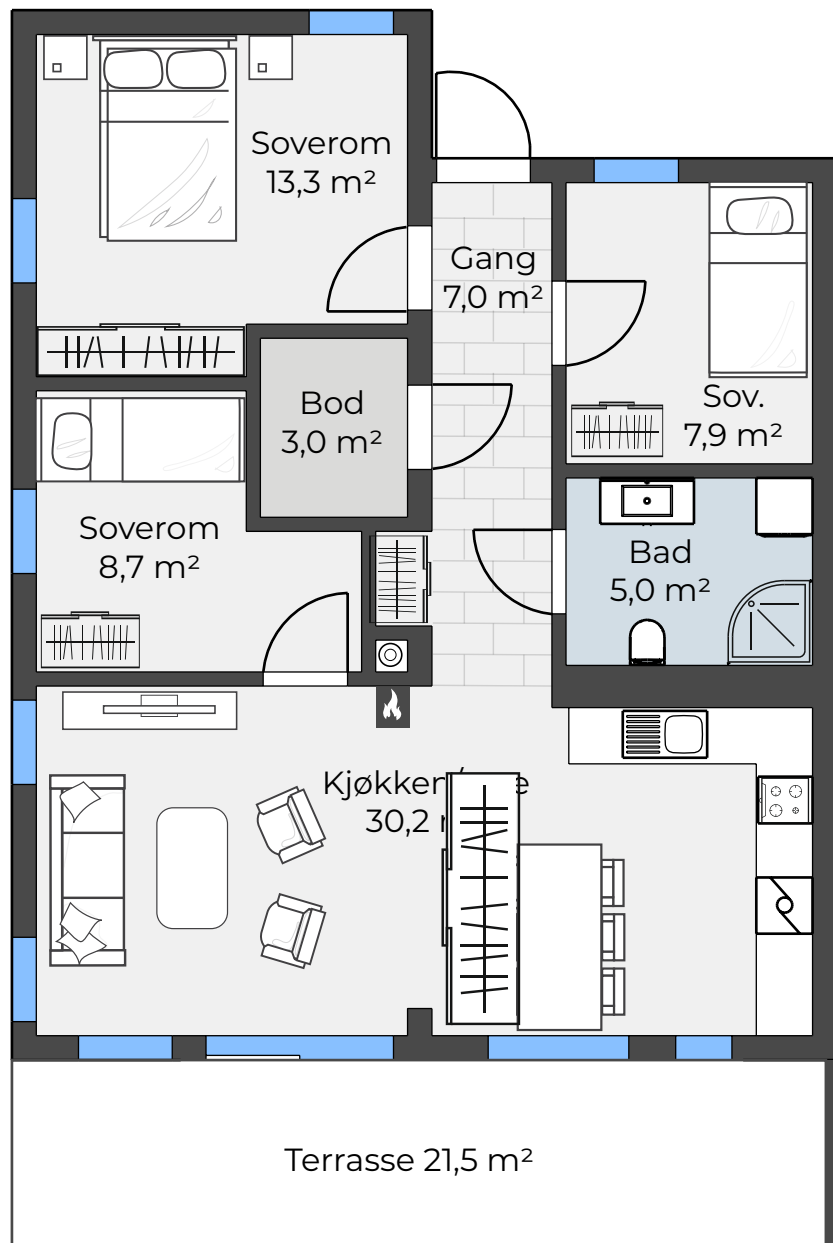 Soverom
13,3 m²
Gang
7,0 m²
Sov.
7,9 m²
Bod
3,0 m²
Soverom
8,7 m²
Bad
5,0 m²
30,2
Terrasse 21,5 m²